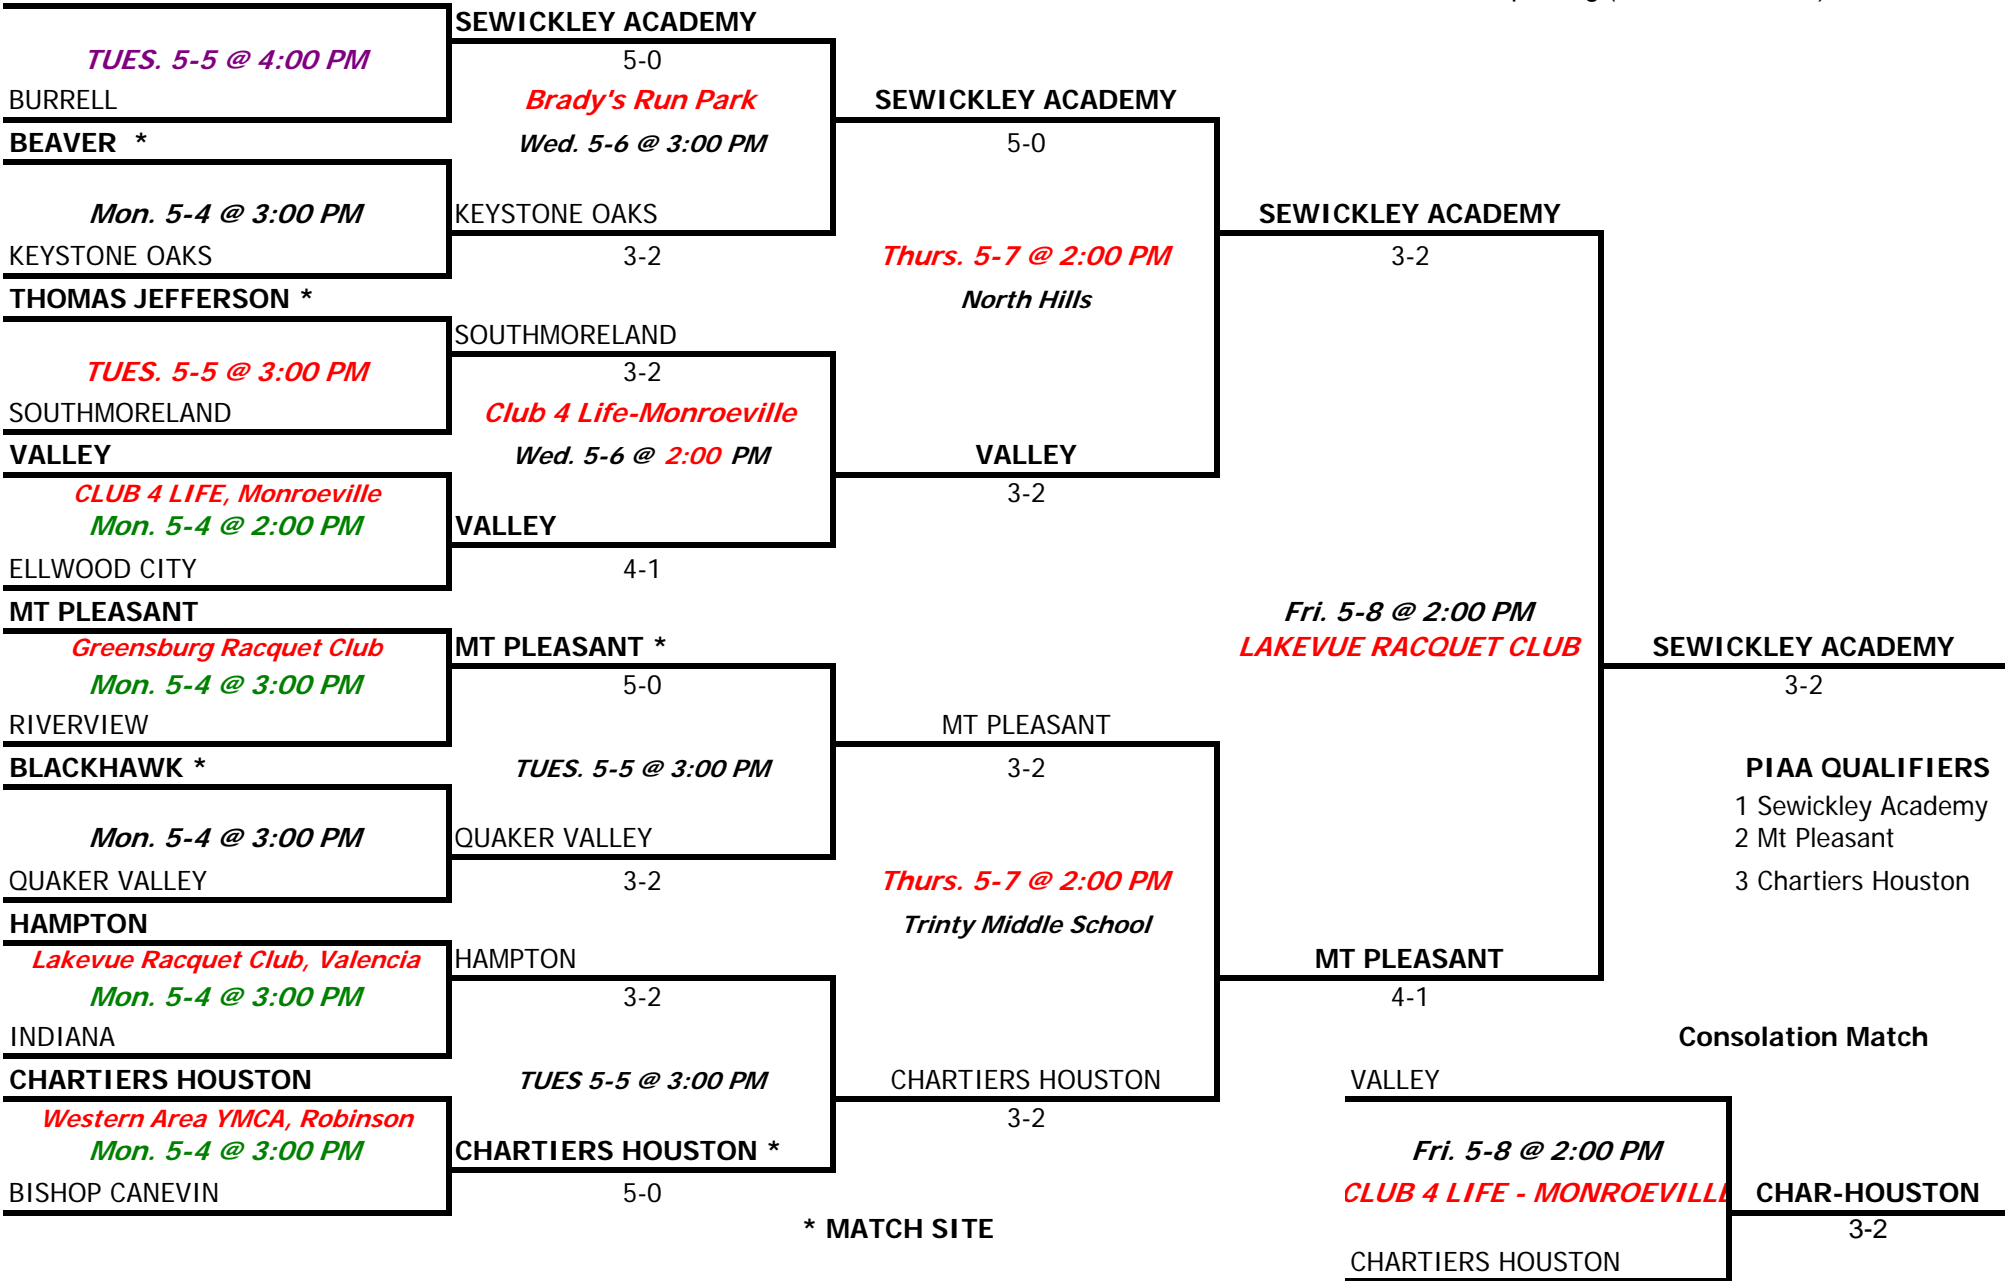 SEWICKLEY ACADEMY
TUES. 5-5 @ 4:00 PM
5-0
BURRELL
Brady's Run Park
SEWICKLEY ACADEMY
BEAVER *
Wed. 5-6 @ 3:00 PM
5-0
Mon. 5-4 @ 3:00 PM
KEYSTONE OAKS
SEWICKLEY ACADEMY
KEYSTONE OAKS
3-2
Thurs. 5-7 @ 2:00 PM
3-2
THOMAS JEFFERSON *
North Hills
SOUTHMORELAND
TUES. 5-5 @ 3:00 PM
3-2
SOUTHMORELAND
Club 4 Life-Monroeville
VALLEY
Wed. 5-6 @ 2:00 PM
VALLEY
CLUB 4 LIFE, Monroeville
3-2
Mon. 5-4 @ 2:00 PM
VALLEY
ELLWOOD CITY
4-1
MT PLEASANT
Fri. 5-8 @ 2:00 PM
Greensburg Racquet Club
MT PLEASANT *
LAKEVUE RACQUET CLUB
SEWICKLEY ACADEMY
Mon. 5-4 @ 3:00 PM
5-0
3-2
RIVERVIEW
MT PLEASANT
BLACKHAWK *
TUES. 5-5 @ 3:00 PM
3-2
PIAA QUALIFIERS
1 Sewickley Academy
Mon. 5-4 @ 3:00 PM
QUAKER VALLEY
2 Mt Pleasant
QUAKER VALLEY
3-2
Thurs. 5-7 @ 2:00 PM
3 Chartiers Houston
HAMPTON
Trinty Middle School
Lakevue Racquet Club, Valencia
HAMPTON
MT PLEASANT
Mon. 5-4 @ 3:00 PM
3-2
4-1
INDIANA
Consolation Match
CHARTIERS HOUSTON
TUES 5-5 @ 3:00 PM
CHARTIERS HOUSTON
VALLEY
Western Area YMCA, Robinson
3-2
Mon. 5-4 @ 3:00 PM
CHARTIERS HOUSTON *
Fri. 5-8 @ 2:00 PM
BISHOP CANEVIN
5-0
CLUB 4 LIFE - MONROEVILLE
CHAR-HOUSTON
* MATCH SITE
3-2
CHARTIERS HOUSTON